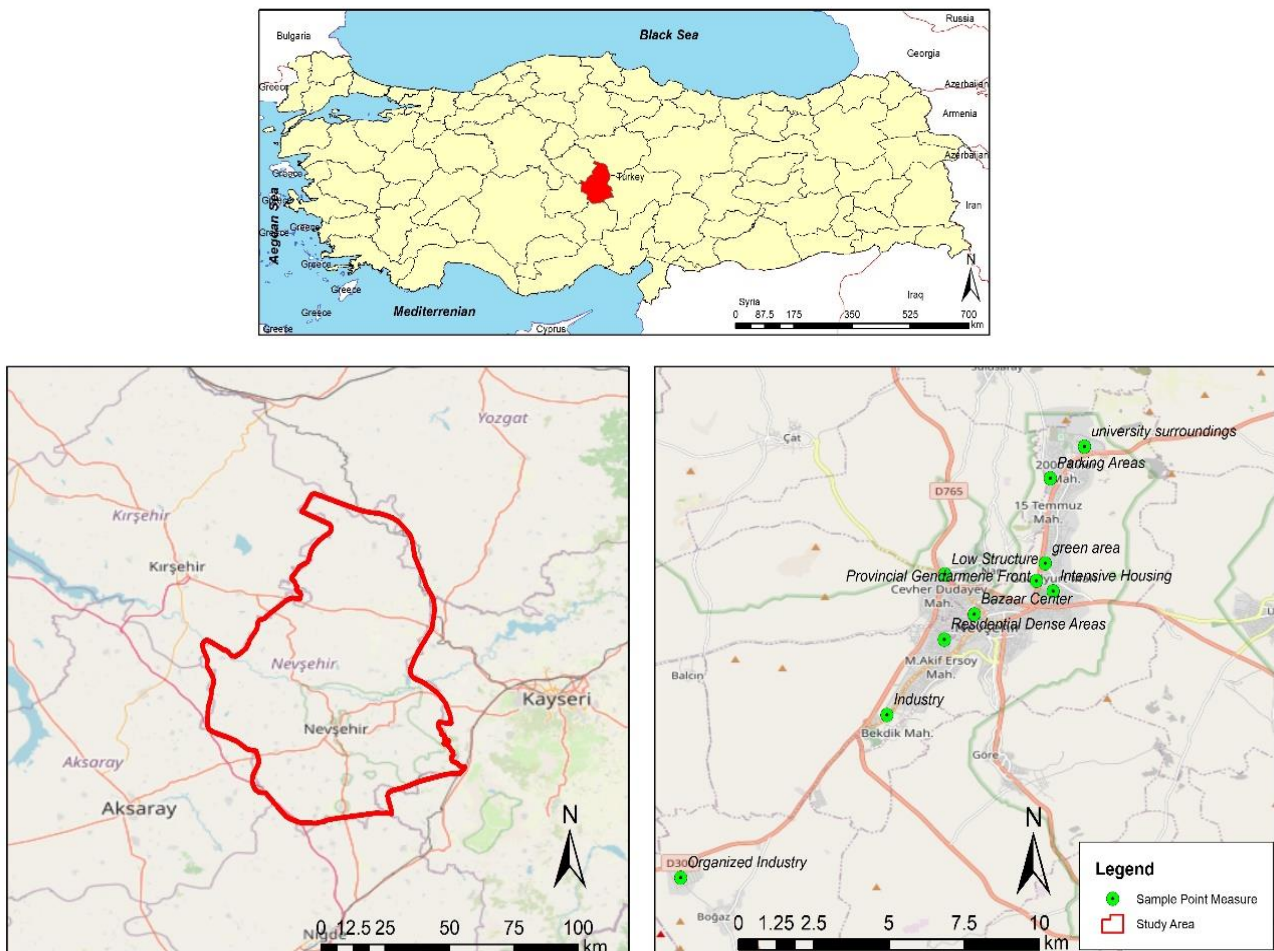 Bulgaria
Black Sea
Russia
Georgia
Greece
Azerbaijan
Armenia
Greece
Azerbaijan
Greece
Turkey
Iran
Greece
Aegean Sea
Greece
Greece
Greece
Greece
Greece
Greece
Mediterrenian
Cyprus
Syria
Iraq
N
0 87.5 175 350 525 700
km
Yozgat
Kırşehir
Kırşehir
Nevşehir
Kayseri
Nevşehir
Aksaray
Aksaray
Niğde
N
0 12.5 25 50 75 100
km
Çat
university surroundings
Parking Areas
Mah.
D765
15 Temmuz
Mah.
green area
Low Structure
Provincial Gendarmerie Front
Intensive Housing
Cevher Dudayev
Mah.
Bazaar Center
Residential Dense Areas
Nevşehir
M.Akif Ersoy
Mah.
Balcın
Industry
Bekdik Mah.
Göre
Organized Industry
Boğaz
N
0 1.25 2.5 5 7.5 10
km
Legend
Sample Point Measure
Study Area